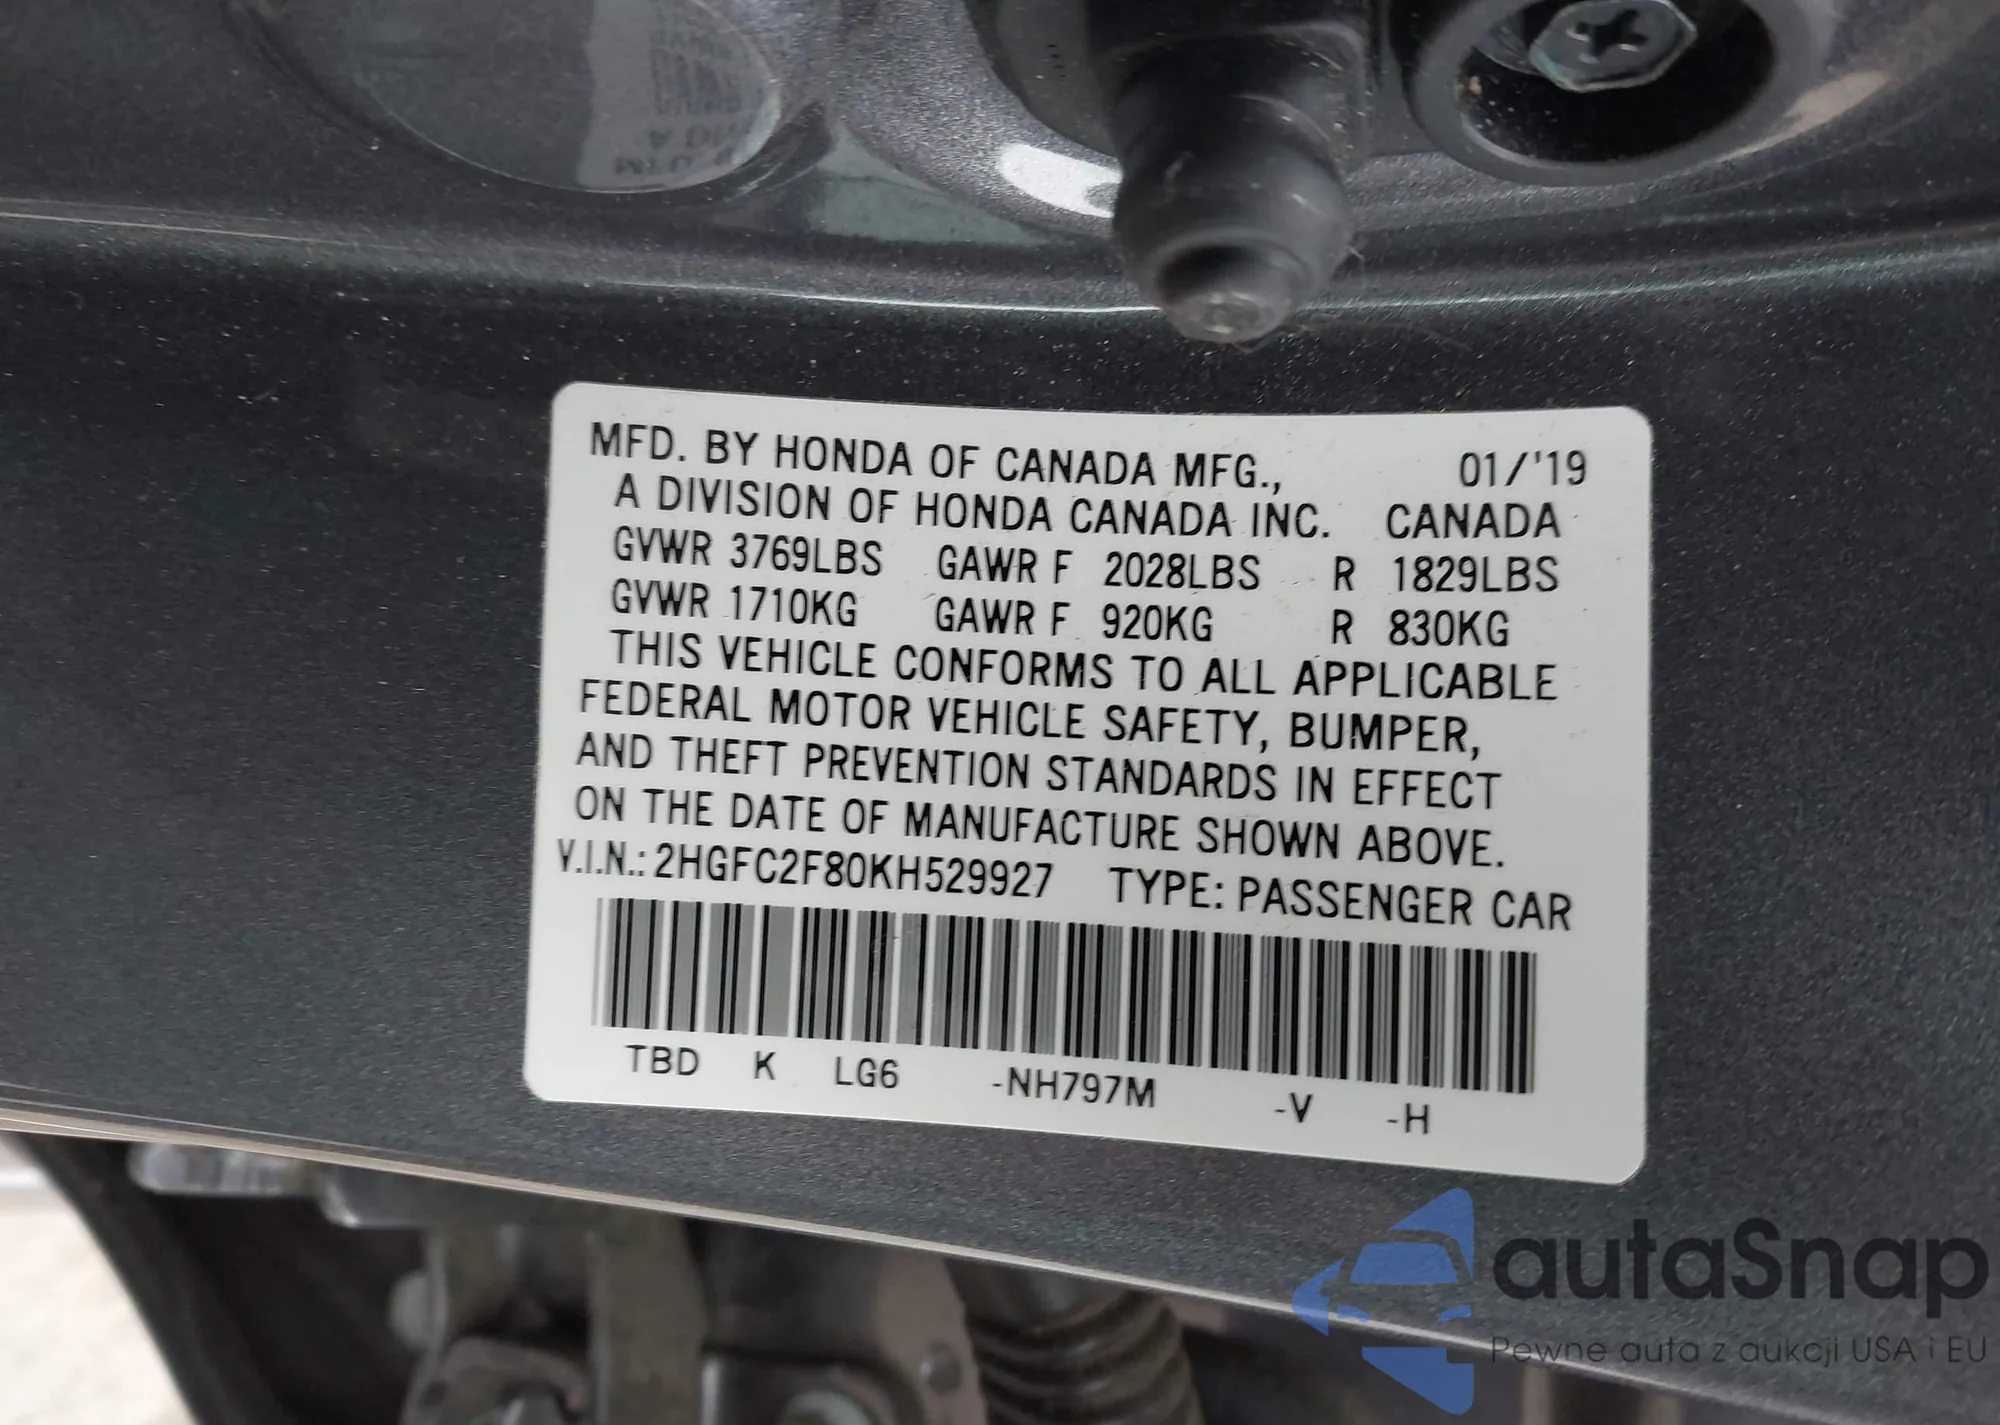 MFD. BY HONDA OF CANADA MFG., 01/'19
A DIVISION OF HONDA CANADA INC. CANADA
GVWR 3769LBS GAWR F 2028LBS R 1829LBS
GVWR 1710KG GAWR F 920KG R 830KG
THIS VEHICLE CONFORMS TO ALL APPLICABLE
FEDERAL MOTOR VEHICLE SAFETY, BUMPER,
AND THEFT PREVENTION STANDARDS IN EFFECT
ON THE DATE OF MANUFACTURE SHOWN ABOVE.
V.I.N.: 2HGFC2F80KH529927 TYPE: PASSENGER CAR
TBD K LG6 -NH797M -V -H
autaSnap
Pewne auta z aukcji USA i EU